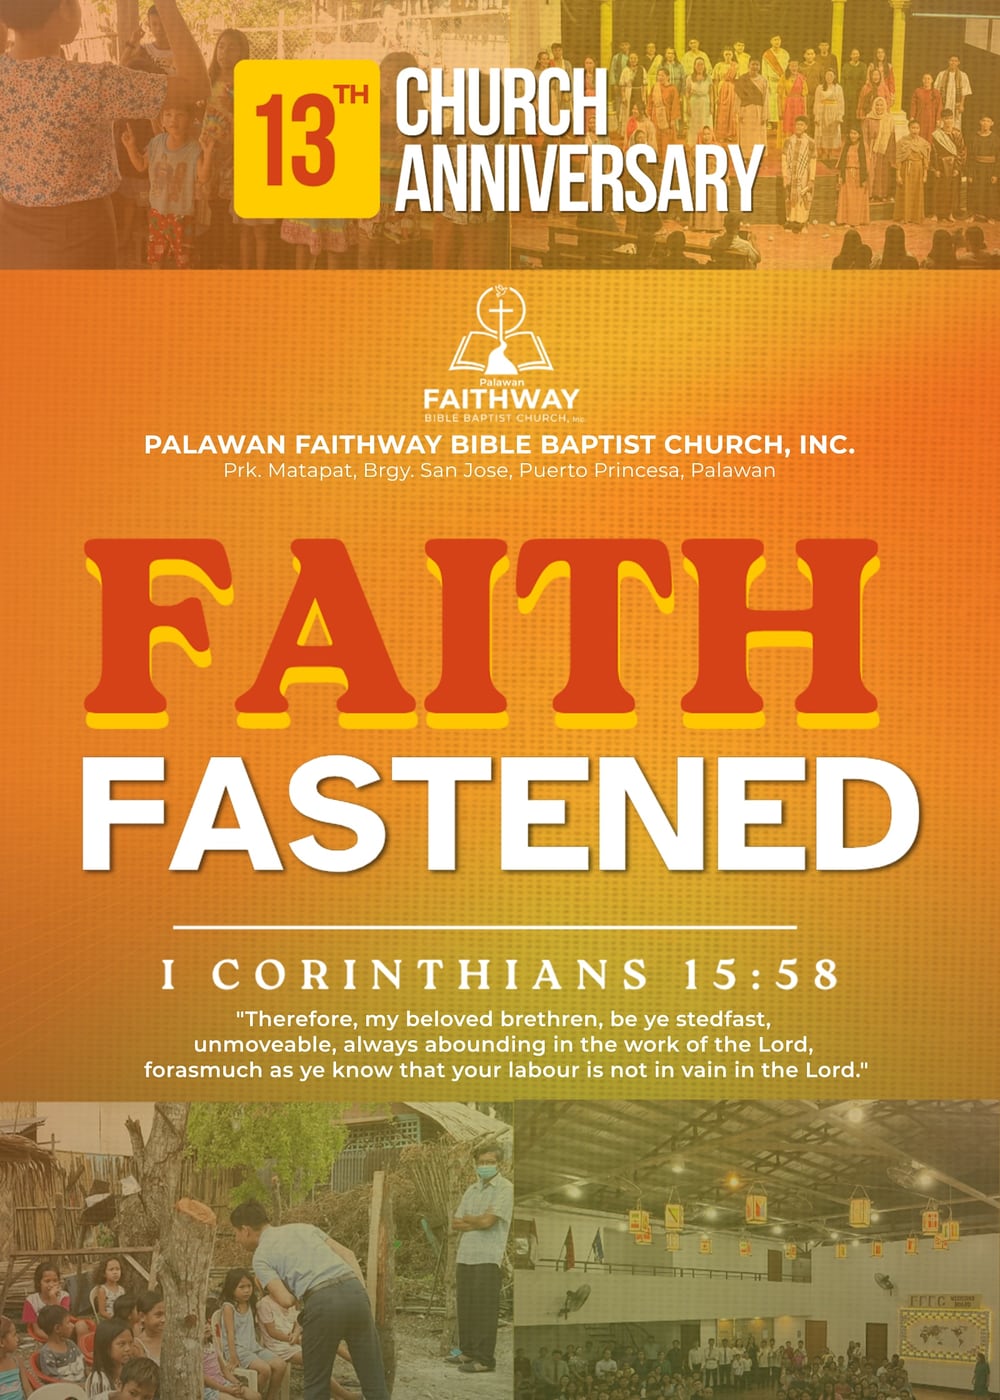 13TH
CHURCH
ANNIVERSARY
Palawan
FAITHWAY
BIBLE BAPTIST CHURCH, Inc.
PALAWAN FAITHWAY BIBLE BAPTIST CHURCH, INC.
Prk. Matapat, Brgy. San Jose, Puerto Princesa, Palawan
FAITH
FASTENED
I CORINTHIANS 15:58
"Therefore, my beloved brethren, be ye stedfast,
unmoveable, always abounding in the work of the Lord,
forasmuch as ye know that your labour is not in vain in the Lord."